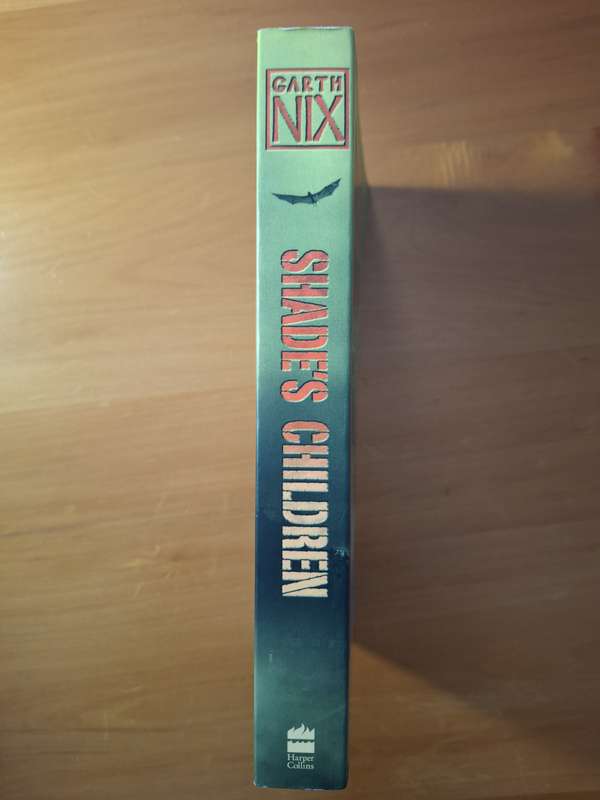 GARTH
NIX
SHADE'S CHILDREN
Harper
Collins